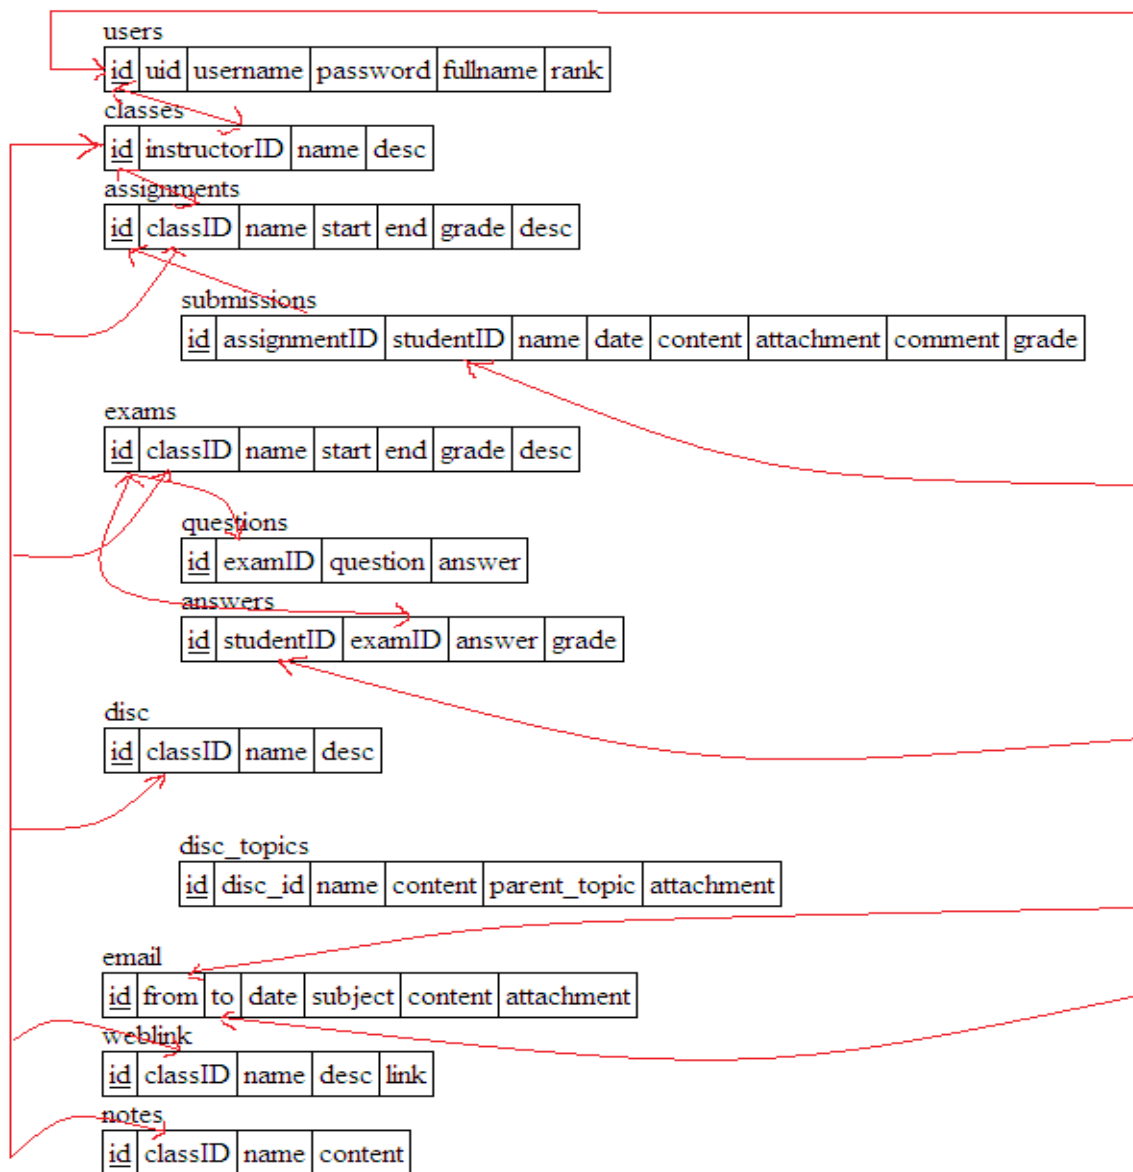 users
id uid username password fullname rank
classes
id instructorID name desc
assignments
id classID name start end grade desc
submissions
id assignmentID studentID name date content attachment comment grade
exams
id classID name start end grade desc
questions
id examID question answer
answers
id studentID examID answer grade
disc
id classID name desc
disc_topics
id disc_id name content parent_topic attachment
email
id from to date subject content attachment
weblink
id classID name desc link
notes
id classID name content